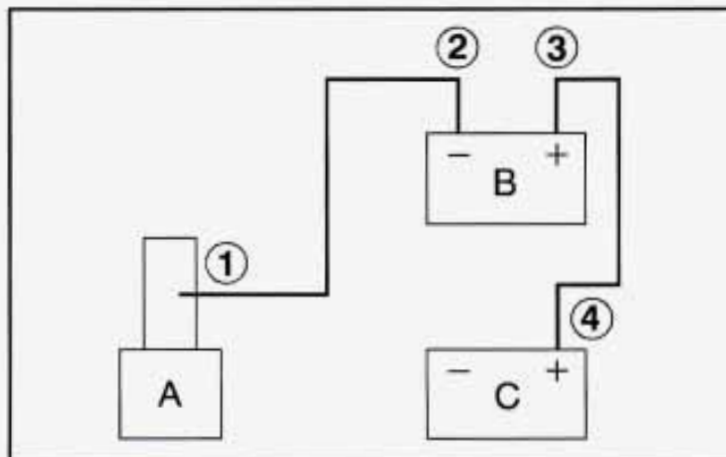 ② ③
− +
B
①
④
− +
A C